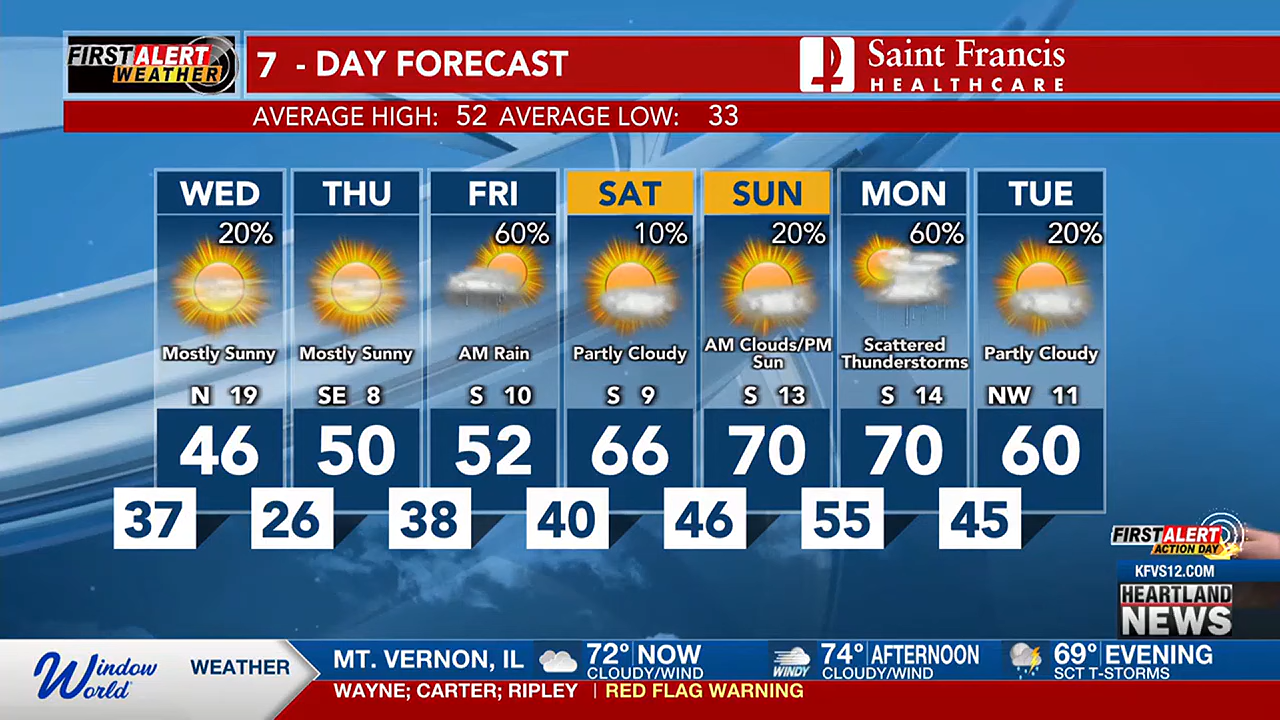 FIRST ALERT
WEATHER
7 - DAY FORECAST
Saint Francis
HEALTHCARE
AVERAGE HIGH: 52 AVERAGE LOW: 33
WED THU FRI SAT SUN MON TUE
20% 60% 10% 20% 60% 20%
Mostly Sunny Mostly Sunny AM Rain Partly Cloudy AM Clouds/PM Sun Scattered Thunderstorms Partly Cloudy
N 19 SE 8 S 10 S 9 S 13 S 14 NW 11
46 50 52 66 70 70 60
37 26 38 40 46 55 45
FIRST ALERT
ACTION DAY
KFVS12.COM
HEARTLAND
NEWS
Window
World
WEATHER
MT. VERNON, IL
72° NOW
CLOUDY/WIND
WINDY
74° AFTERNOON
CLOUDY/WIND
69° EVENING
SCT T-STORMS
WAYNE; CARTER; RIPLEY | RED FLAG WARNING